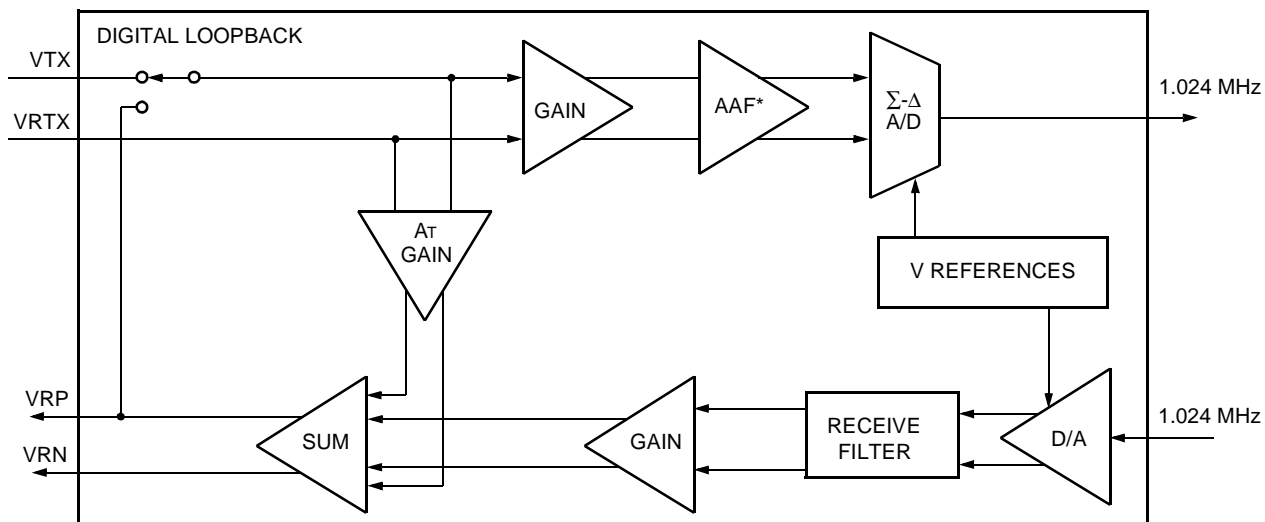 DIGITAL LOOPBACK
VTX
VRTX
GAIN
AAF*
Σ-Δ
A/D
1.024 MHz
AT
GAIN
V REFERENCES
VRP
VRN
SUM
GAIN
RECEIVE
FILTER
D/A
1.024 MHz